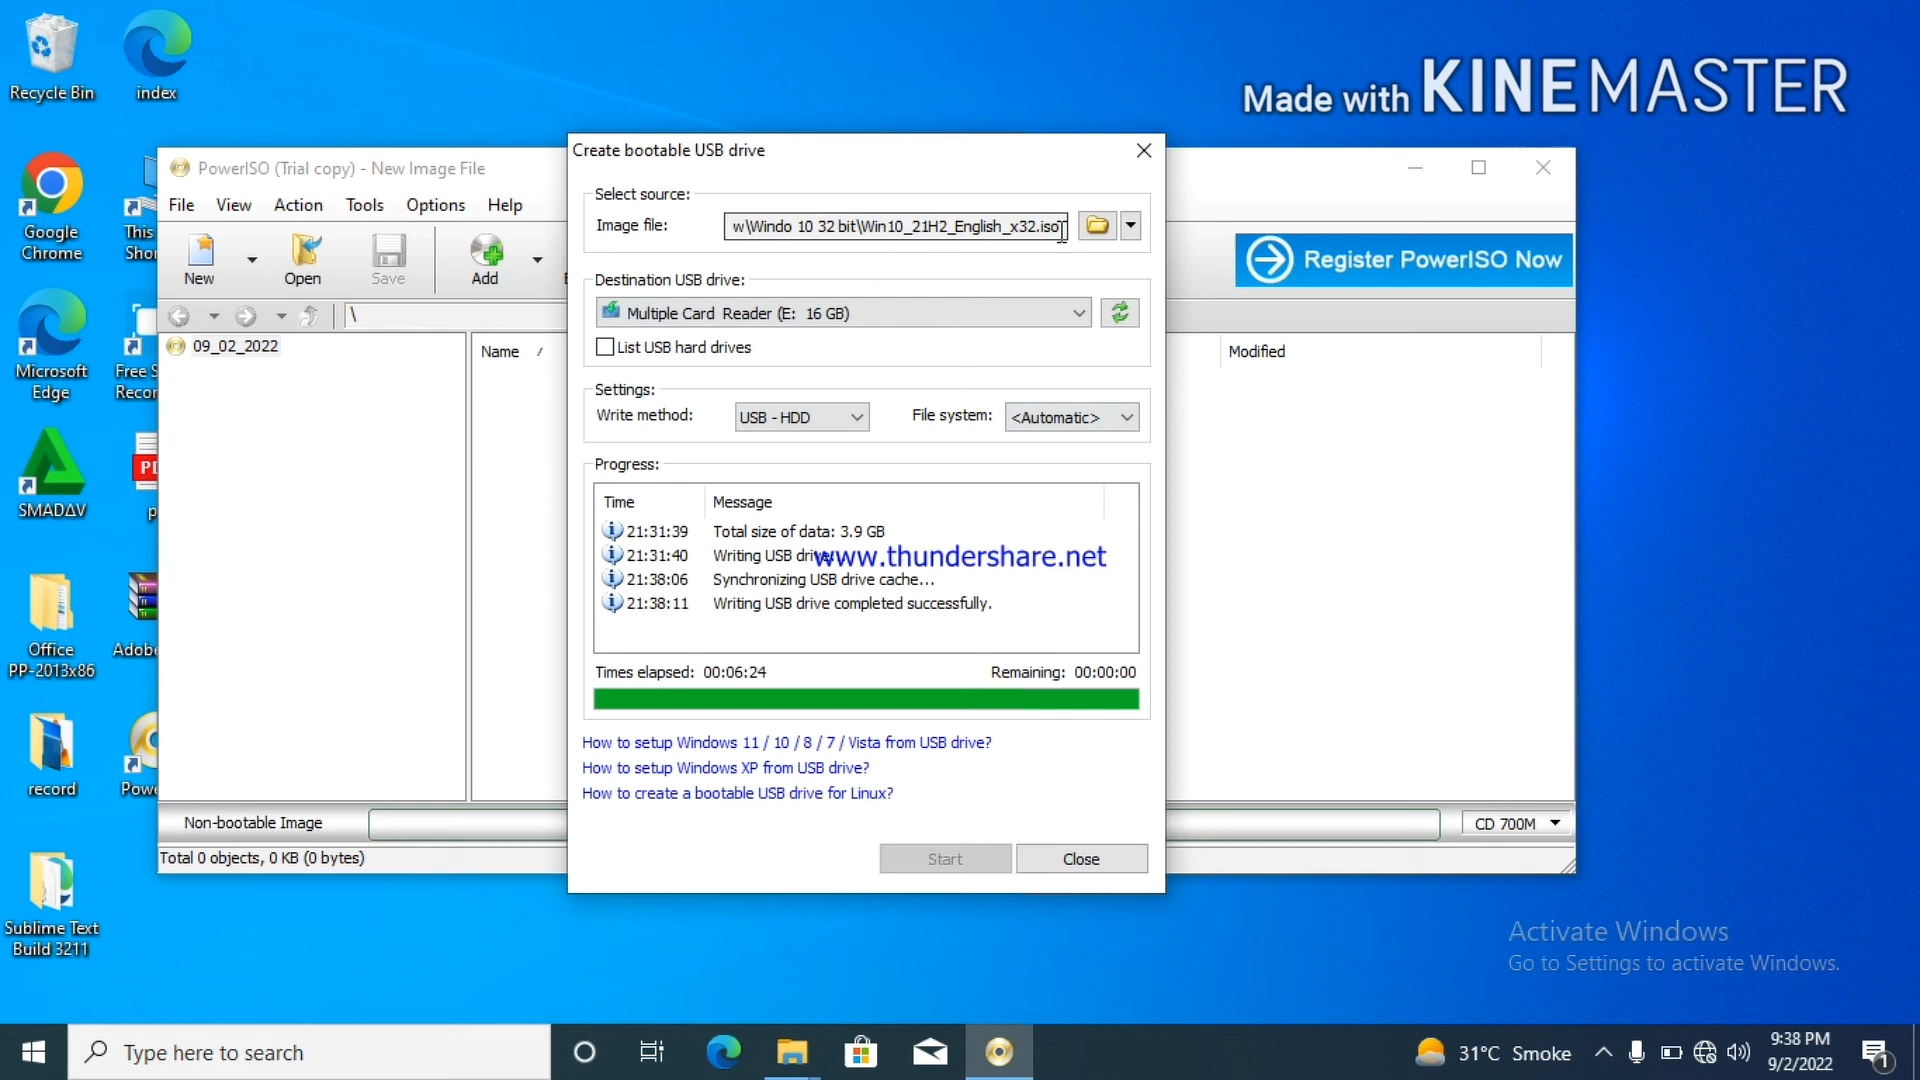 Recycle Bin
index
Made with KINEMASTER
Google
Chrome
This
Shor
Microsoft
Edge
Free S
Recor
SMADΔV
PD
p
Office
PP-2013x86
Adobe
record
Powe
Sublime Text
Build 3211
PowerISO (Trial copy) - New Image File
File View Action Tools Options Help
New
Open
Save
Add
Register PowerISO Now
\
09_02_2022
Name
Modified
Non-bootable Image
CD 700M
Total 0 objects, 0 KB (0 bytes)
Create bootable USB drive
Select source:
Image file: w\Windo 10 32 bit\Win10_21H2_English_x32.iso
Destination USB drive:
Multiple Card Reader (E: 16 GB)
List USB hard drives
Settings:
Write method: USB - HDD File system: <Automatic>
Progress:
Time Message
21:31:39 Total size of data: 3.9 GB
21:31:40 Writing USB drive
www.thundershare.net
21:38:06 Synchronizing USB drive cache...
21:38:11 Writing USB drive completed successfully.
Times elapsed: 00:06:24 Remaining: 00:00:00
How to setup Windows 11 / 10 / 8 / 7 / Vista from USB drive?
How to setup Windows XP from USB drive?
How to create a bootable USB drive for Linux?
Start Close
Activate Windows
Go to Settings to activate Windows.
Type here to search
31°C Smoke
9:38 PM
9/2/2022
1